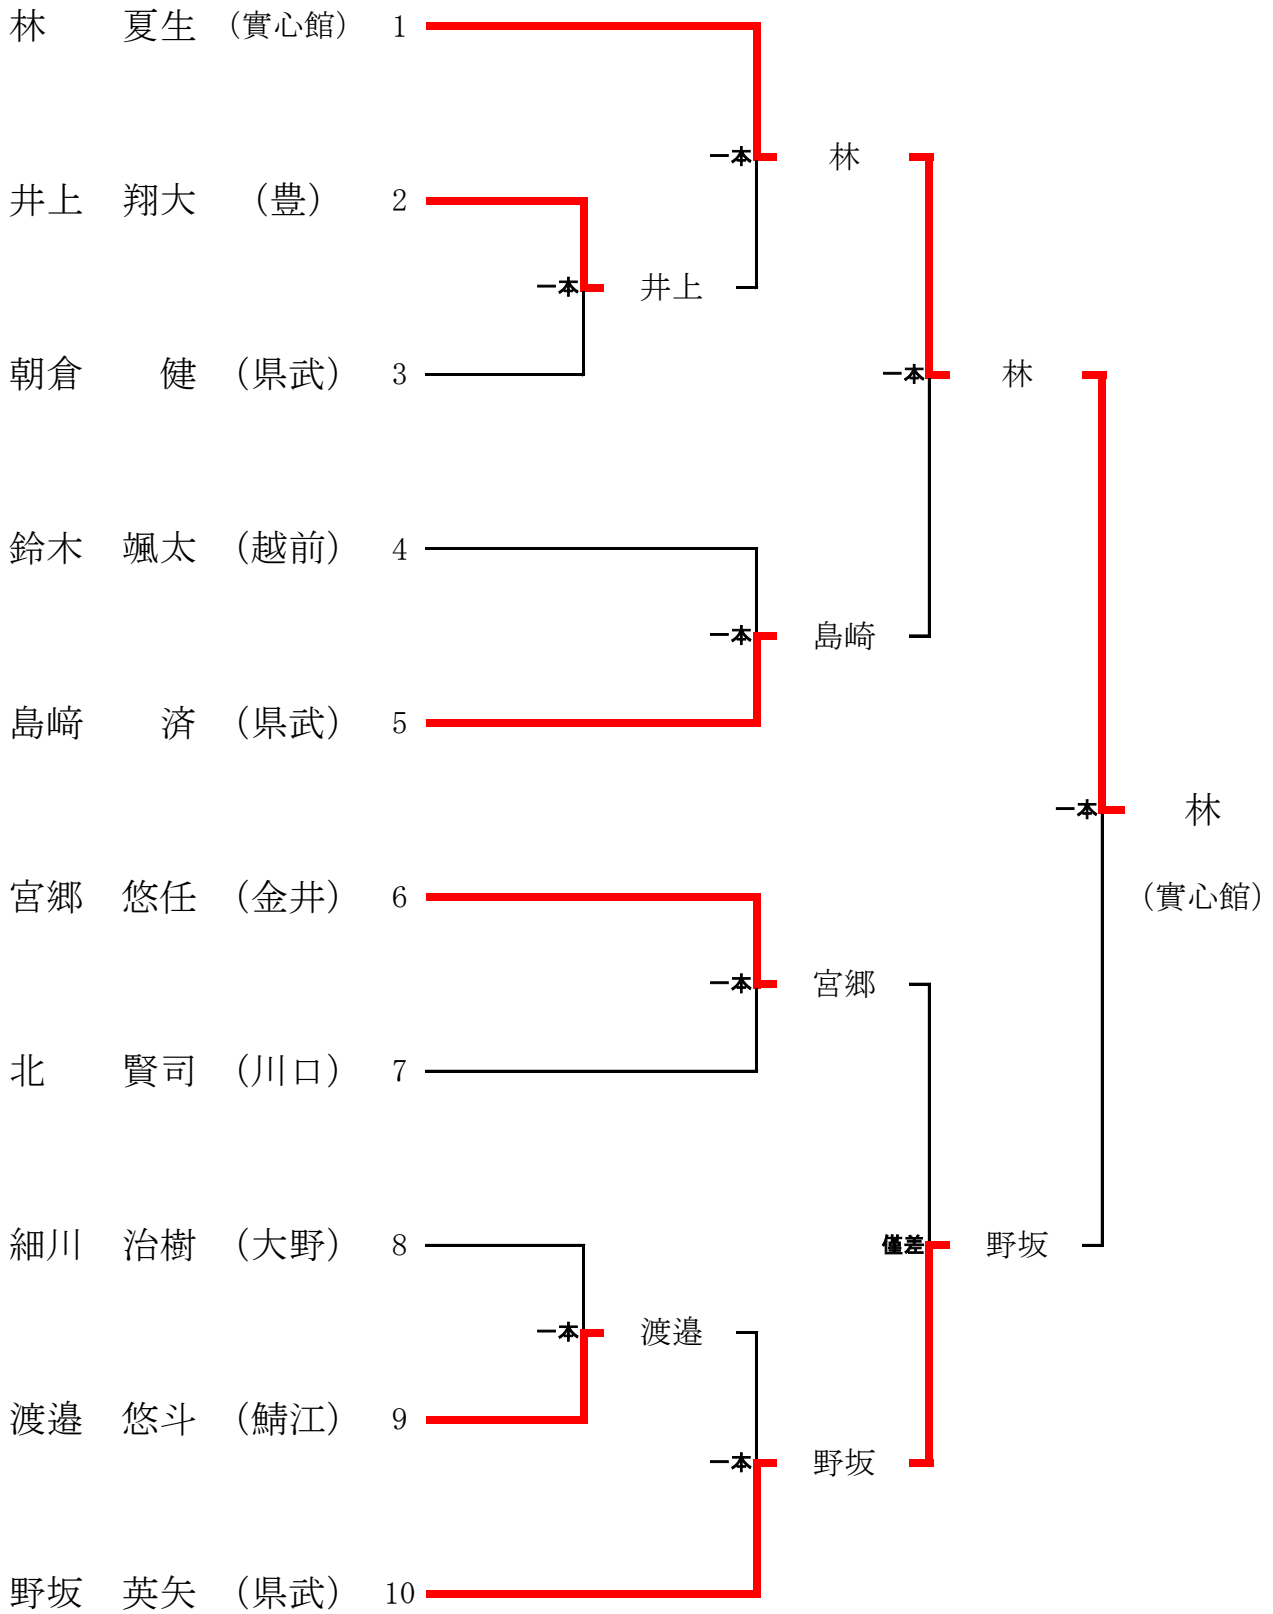 林　夏生（實心館） 1
一本 林
井上　翔大（豊） 2
一本 井上
朝倉　健（県武） 3
一本 林
鈴木　颯太（越前） 4
一本 島崎
島﨑　済（県武） 5
一本 林
宮郷　悠任（金井） 6
（實心館）
一本 宮郷
北　賢司（川口） 7
細川　治樹（大野） 8
僅差 野坂
一本 渡邉
渡邉　悠斗（鯖江） 9
一本 野坂
野坂　英矢（県武） 10